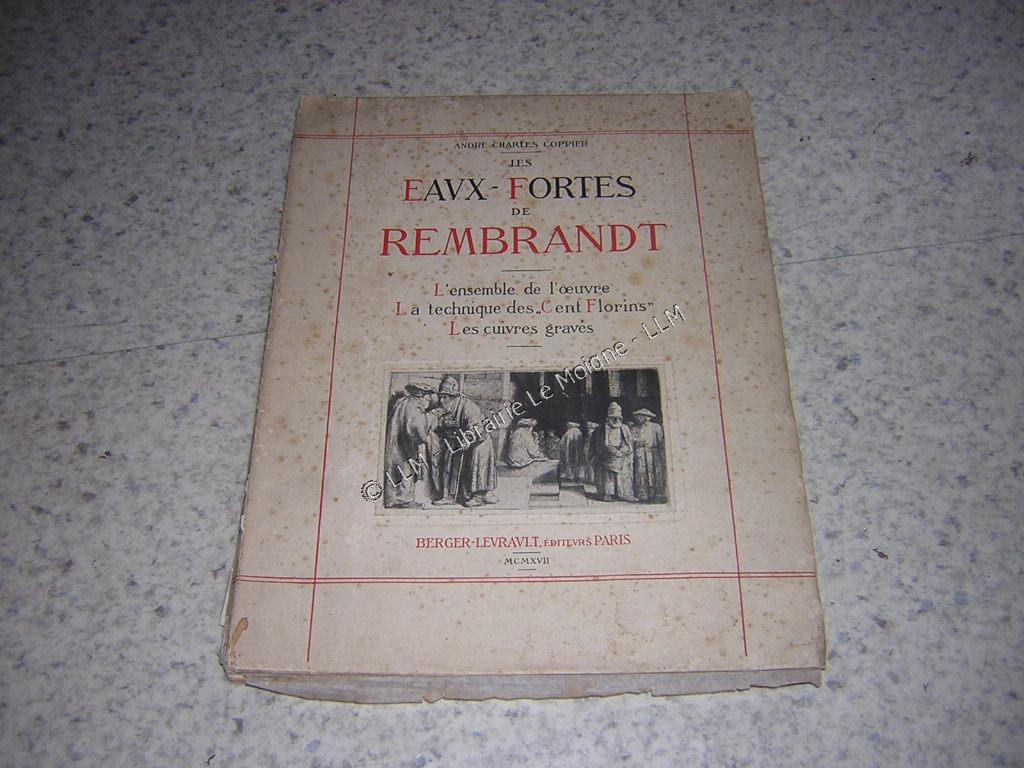 ANDRÉ CHARLES COPPIER
LES
EAVX-FORTES
DE
REMBRANDT
L'ensemble de l'œuvre
La technique des „Cent Florins"
Les cuivres gravés
© LLM - Librairie Le Moione - LLM
BERGER-LEVRAVLT, ÉDITEVRS PARIS
MCMXVII